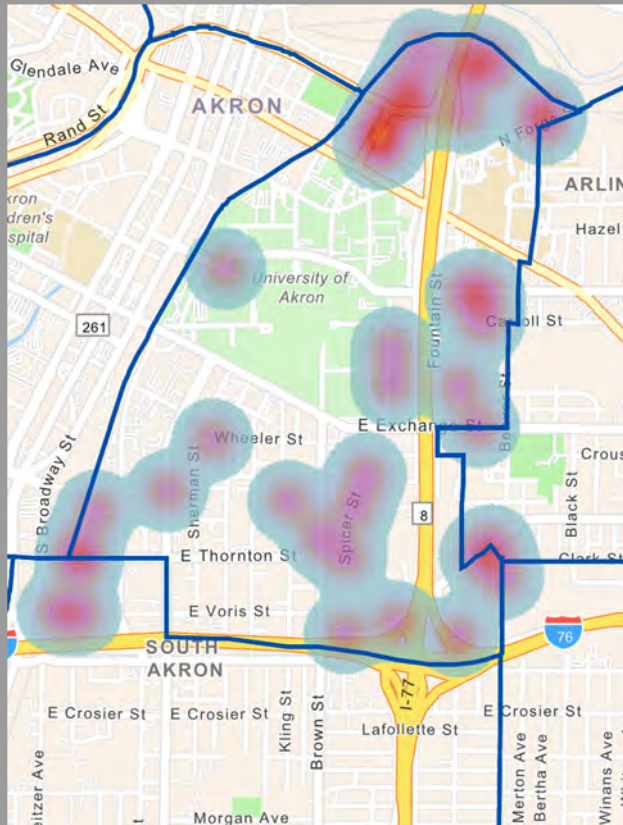 Glendale Ave
AKRON
Rand St
N Forge
ARLIN
kron
dren's
spital
Hazel
University of
Akron
261
Fountain St
Carroll St
E Exchange St
Wheeler St
S Broadway St
Sherman St
Crous
8
Spicer St
Black St
E Thornton St
Clark St
E Voris St
76
SOUTH
AKRON
I-77
E Crosier St
E Crosier St
E Crosier St
Kling St
Brown St
Lafollette St
eitzer Ave
t
Morgan Ave
Merton Ave
Bertha Ave
Winans Ave